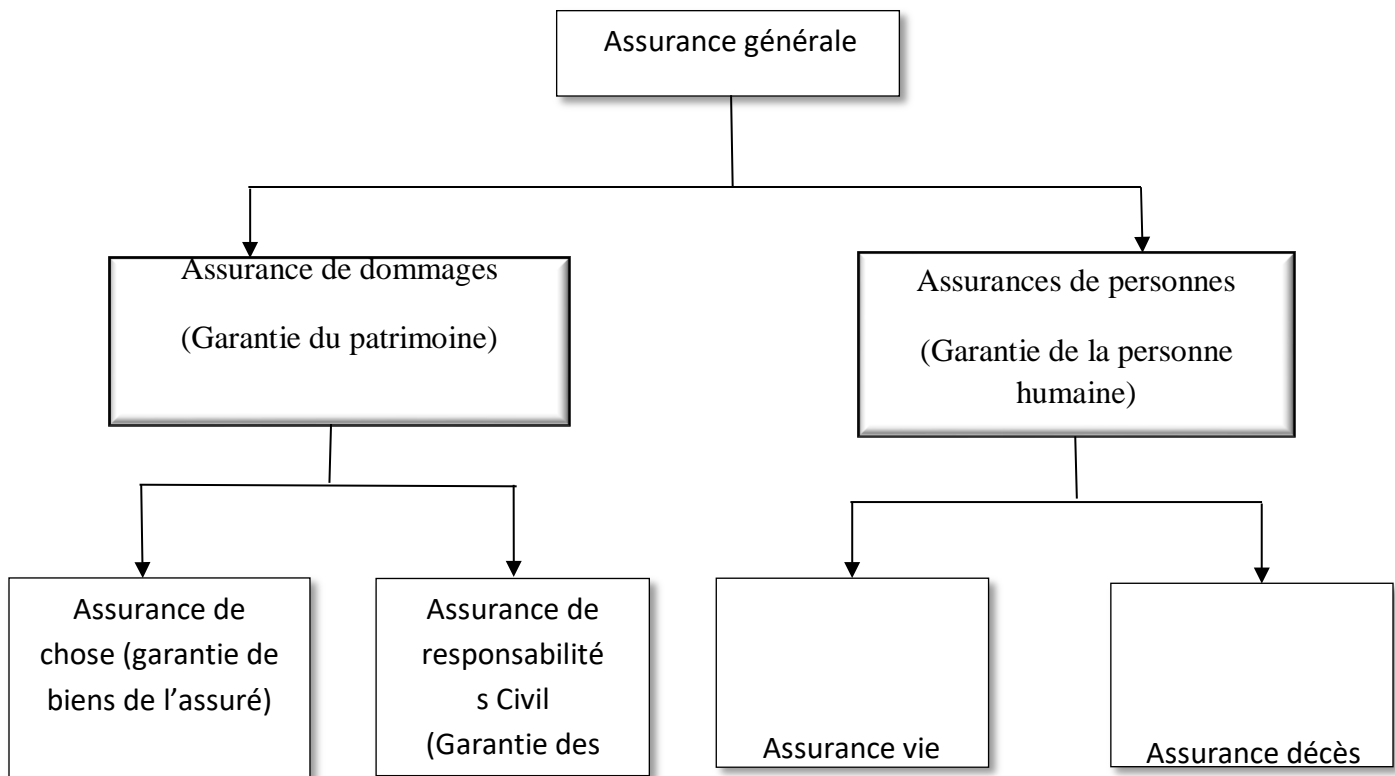 Assurance générale
Assurance de dommages
(Garantie du patrimoine)
Assurances de personnes
(Garantie de la personne
humaine)
Assurance de
chose (garantie de
biens de l’assuré)
Assurance de
responsabilité
s Civil
(Garantie des
Assurance vie
Assurance décès